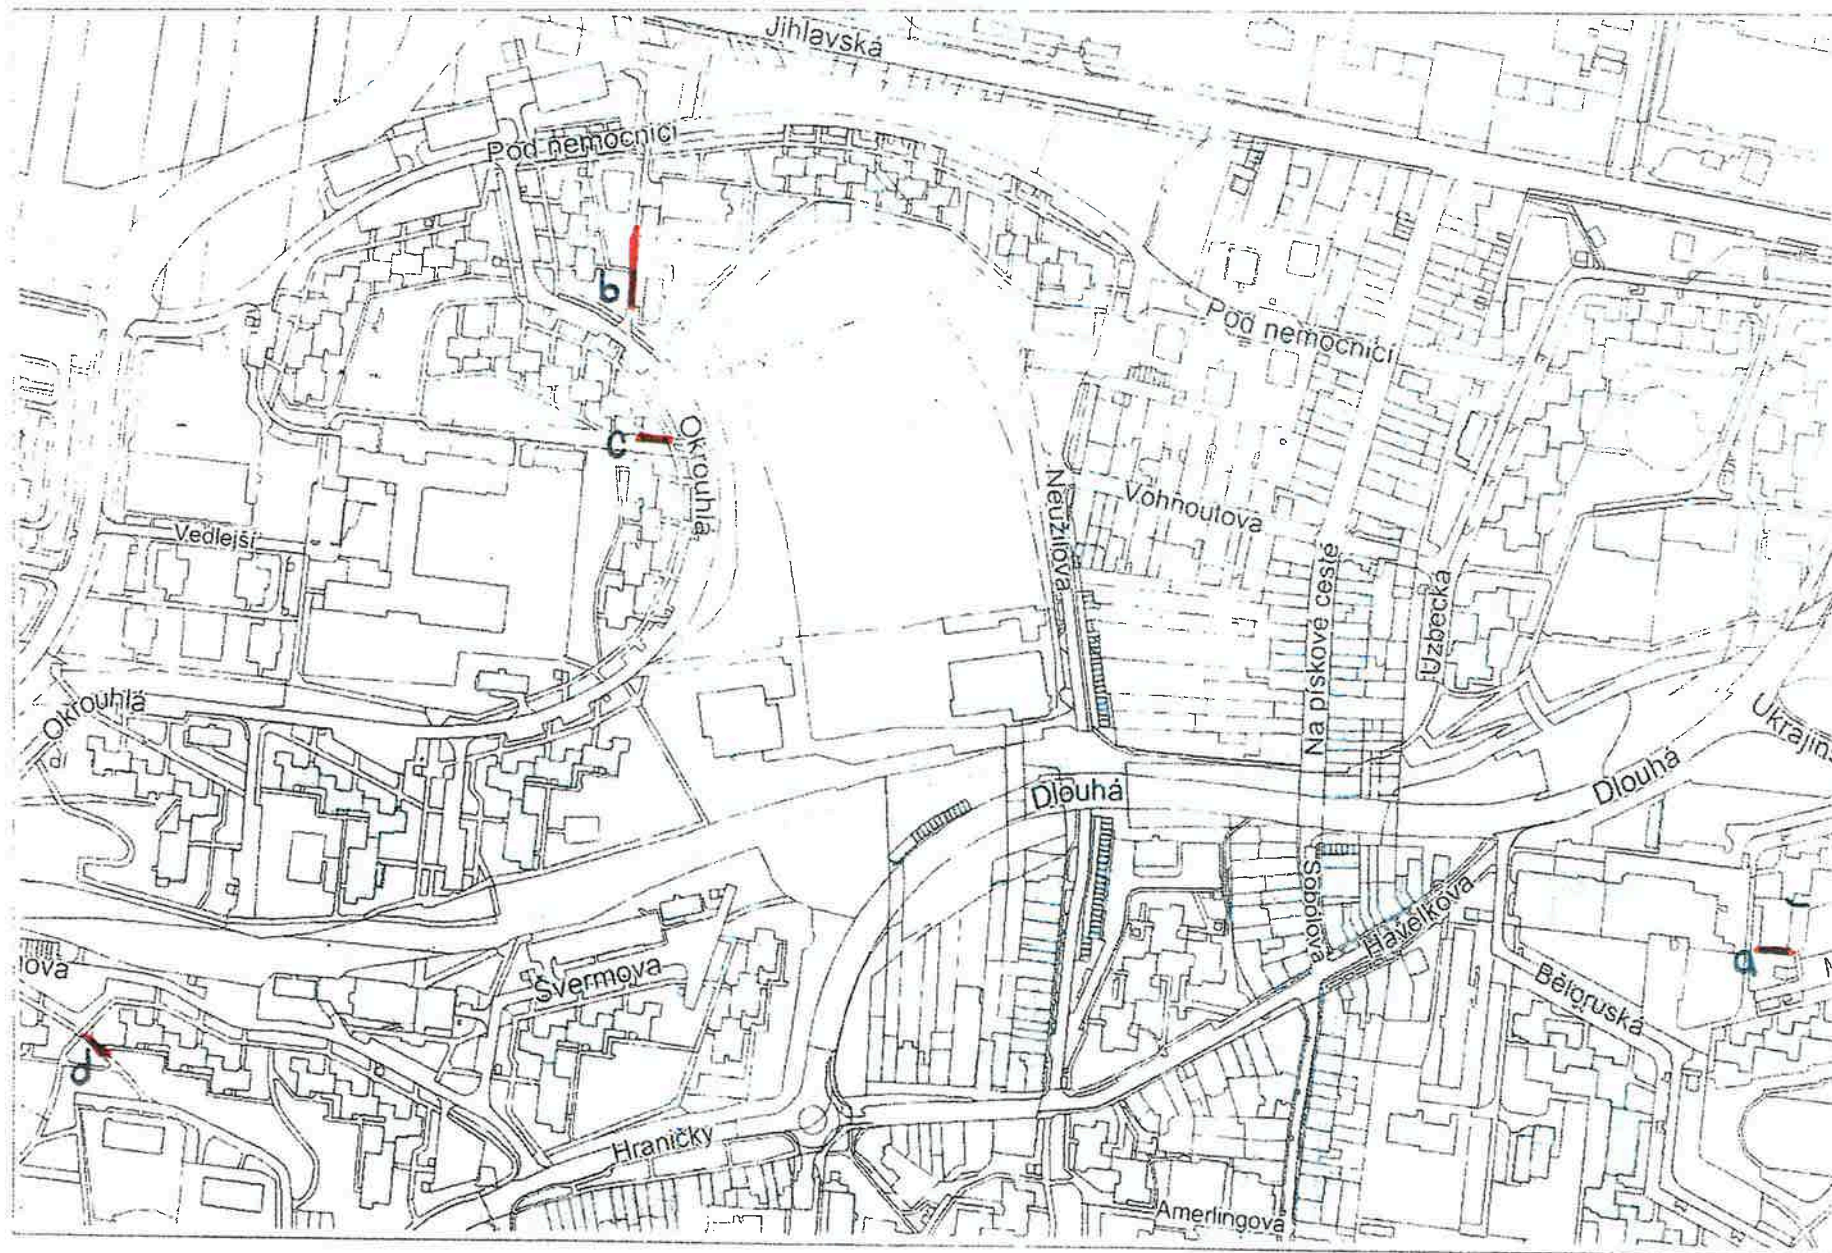 Jihlavská
Pod nemocnicí
b
Pod nemocnicí
c
Okrouhlá
Neužilova
Vohnoutova
Vedlejší
Na pískové cestě
Uzbecká
Okrouhlá
Dlouhá
Dlouhá
Sobolova
Havelkova
lova
Švermova
a
Běloruská
d
Hraničky
Amerlingova